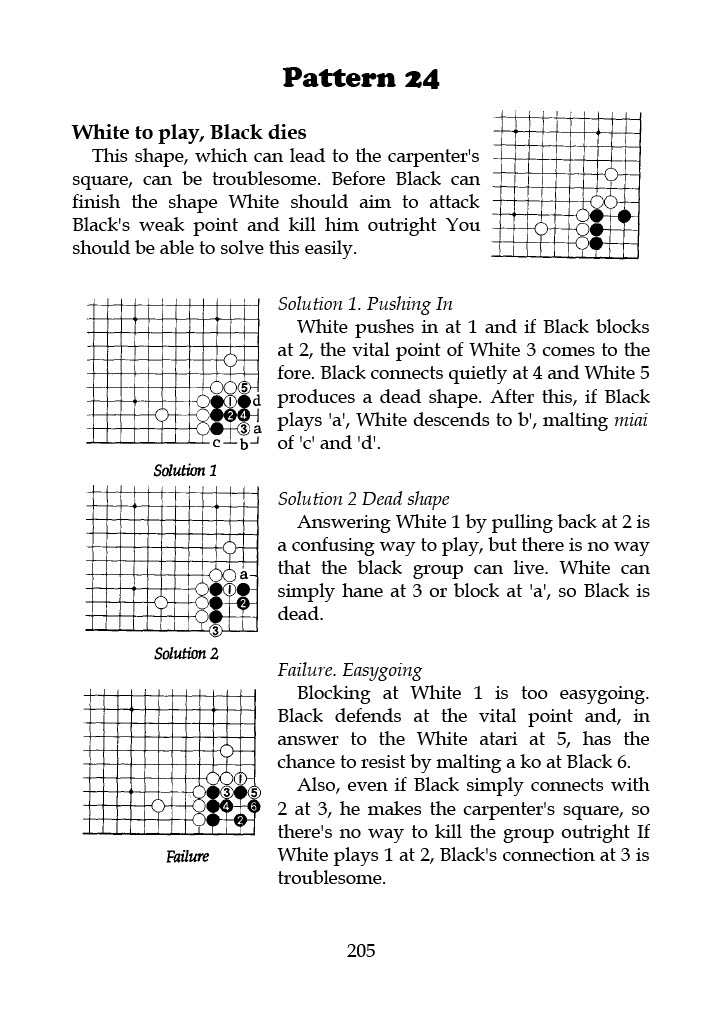 Pattern 24
White to play, Black dies
This shape, which can lead to the carpenter's
square, can be troublesome. Before Black can
finish the shape White should aim to attack
Black's weak point and kill him outright You
should be able to solve this easily.
Solution 1. Pushing In
White pushes in at 1 and if Black blocks
at 2, the vital point of White 3 comes to the
fore. Black connects quietly at 4 and White 5
produces a dead shape. After this, if Black
plays 'a', White descends to b', malting miai
of 'c' and 'd'.
5
1 d
2 4
3 a
c b
Solution 1
Solution 2 Dead shape
Answering White 1 by pulling back at 2 is
a confusing way to play, but there is no way
that the black group can live. White can
simply hane at 3 or block at 'a', so Black is
dead.
a
1
2
3
Solution 2
Failure. Easygoing
Blocking at White 1 is too easygoing.
Black defends at the vital point and, in
answer to the White atari at 5, has the
chance to resist by malting a ko at Black 6.
Also, even if Black simply connects with
2 at 3, he makes the carpenter's square, so
there's no way to kill the group outright If
White plays 1 at 2, Black's connection at 3 is
troublesome.
1
3 5
4 6
2
Failure
205